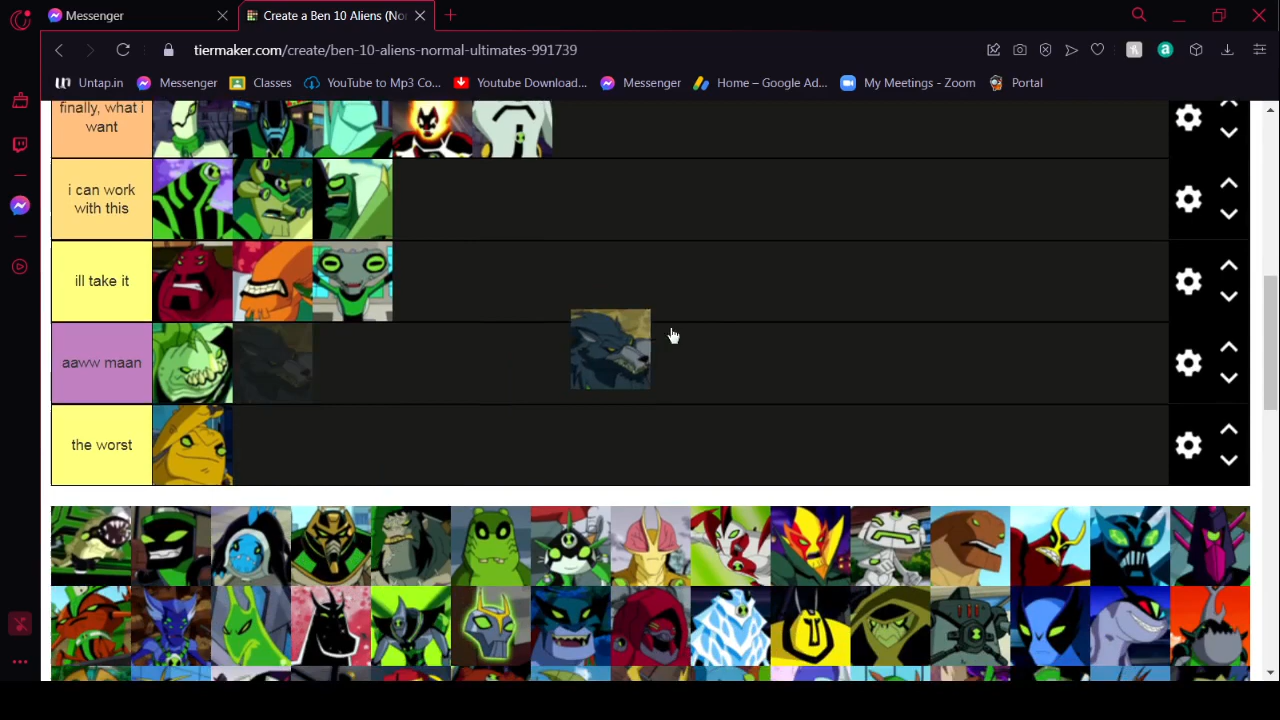 Messenger
Create a Ben 10 Aliens (No
tiermaker.com/create/ben-10-aliens-normal-ultimates-991739
Untap.in Messenger Classes YouTube to Mp3 Co... Youtube Download... Messenger Home – Google Ad... My Meetings - Zoom Portal
finally, what i
want
i can work
with this
ill take it
aaww maan
the worst